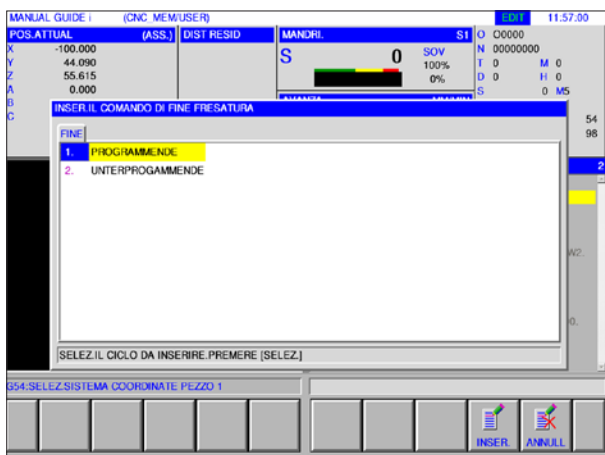 MANUAL GUIDE i (CNC_MEM/USER) EDIT 11:57:00
POS.ATTUAL (ASS.) DIST RESID MANDRI. S1 O O0000
X -100.000 S 0 SOV 100% N 00000000
Y 44.090 T 0 M 0
Z 55.615 0% D 0 H 0
A 0.000 S 0 M5
B
C
INSER.IL COMANDO DI FINE FRESATURA
54
98
FINE
1. PROGRAMMENDE
2. UNTERPROGAMMENDE
2
W2.
0.
SELEZ.IL CICLO DA INSERIRE.PREMERE [SELEZ.]
G54:SELEZ.SISTEMA COORDINATE PEZZO 1
INSER. ANNULL